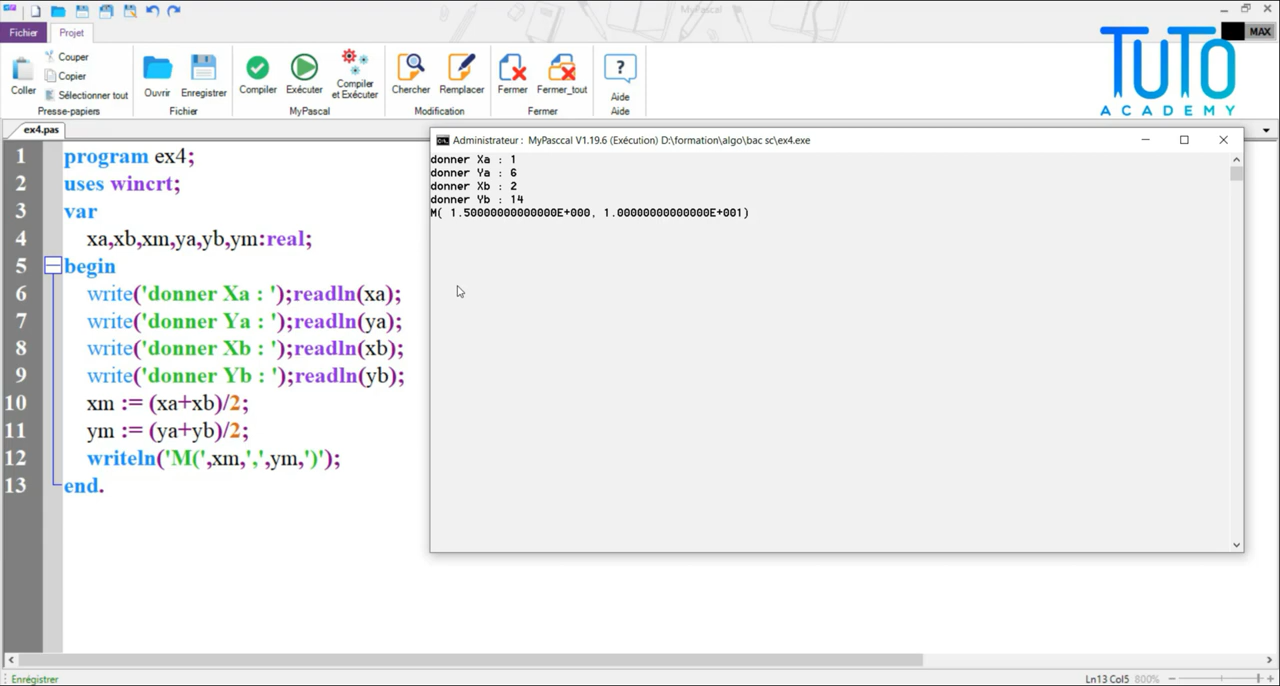 MyPascal
Fichier
Projet
MAX
Coller
Couper
Copier
Sélectionner tout
Presse-papiers
Ouvrir
Enregistrer
Fichier
Compiler
Exécuter
Compiler
et Exécuter
MyPascal
Chercher
Remplacer
Modification
Fermer
Fermer_tout
Fermer
Aide
Aide
TUTO
ACADEMY
ex4.pas
1 program ex4;
2 uses wincrt;
3 var
4 xa,xb,xm,ya,yb,ym:real;
5 begin
6 write('donner Xa : ');readln(xa);
7 write('donner Ya : ');readln(ya);
8 write('donner Xb : ');readln(xb);
9 write('donner Yb : ');readln(yb);
10 xm := (xa+xb)/2;
11 ym := (ya+yb)/2;
12 writeln('M(',xm,',',ym,')');
13 end.
Administrateur : MyPasccal V1.19.6 (Exécution) D:\formation\algo\bac sc\ex4.exe
donner Xa : 1
donner Ya : 6
donner Xb : 2
donner Yb : 14
M( 1.50000000000000E+000, 1.00000000000000E+001)
Enrégistrer
Ln13 Col5 800%